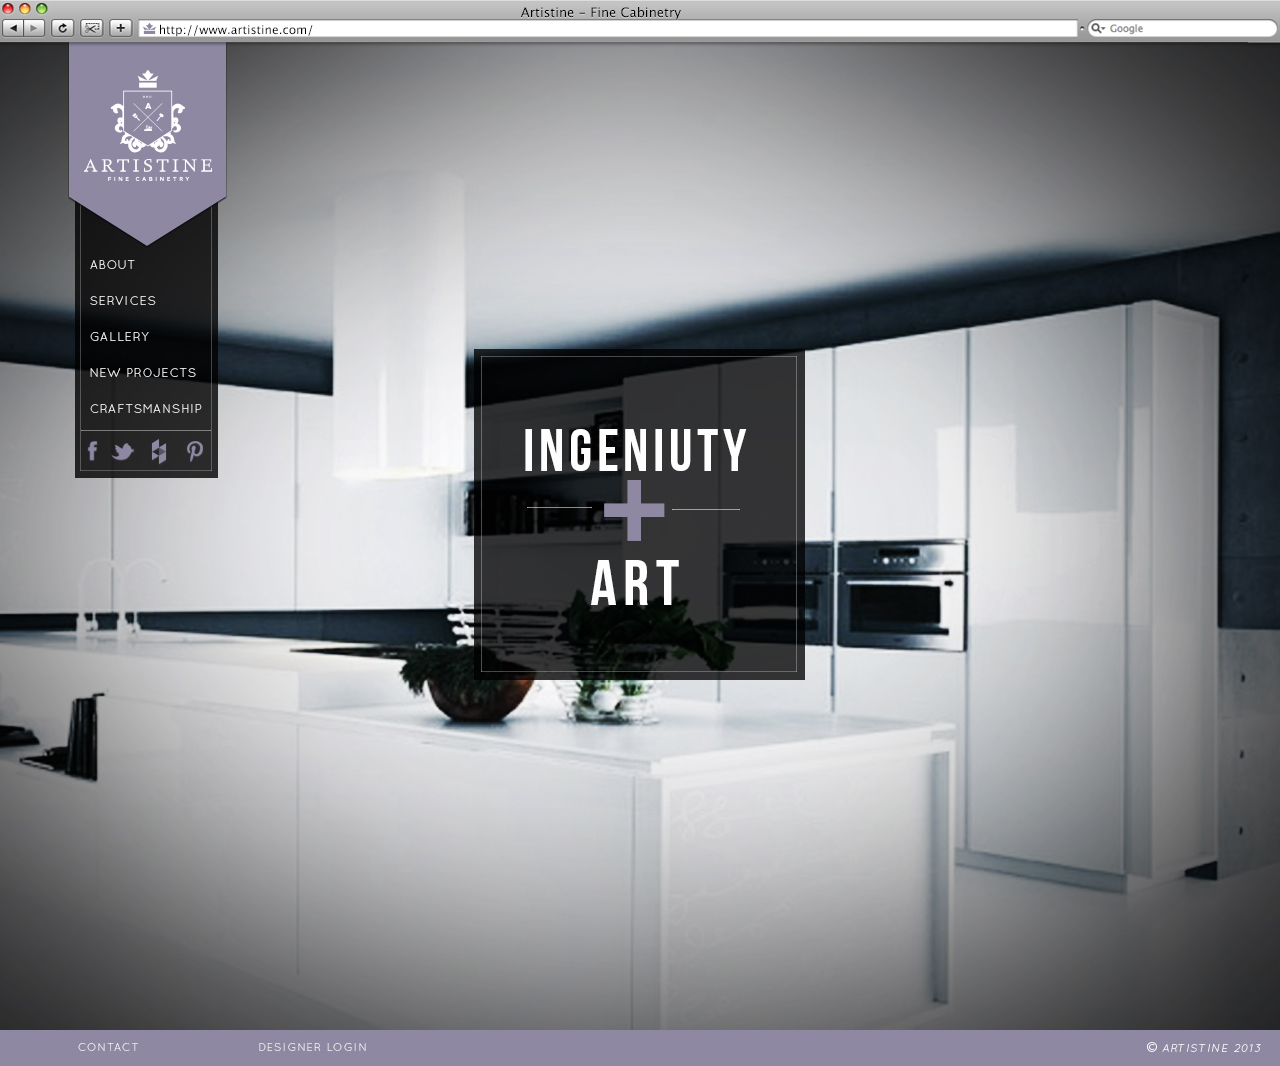 Artistine – Fine Cabinetry
http://www.artistine.com/
Google
A
ARTISTINE
FINE CABINETRY
ABOUT
SERVICES
GALLERY
NEW PROJECTS
CRAFTSMANSHIP
INGENIUTY
+
ART
CONTACT
DESIGNER LOGIN
© ARTISTINE 2013